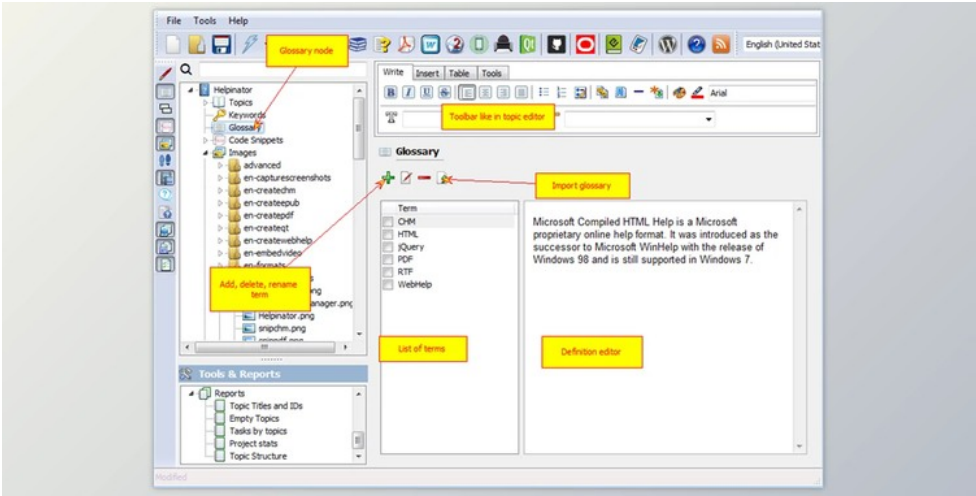 File Tools Help
Glossary node
English (United Stat
Write Insert Table Tools
B I U S
Arial
Toolbar like in topic editor
Helpinator
Topics
Keywords
Glossary
Code Snippets
Images
advanced
en-capturescreenshots
en-createchm
en-createepub
en-createpdf
en-createqt
en-createwebhelp
en-embedvideo
en-formats
Add, delete, rename
term
anager.png
Helpinator.png
snipchm.png
snippdf.png
Glossary
Import glossary
Term
CHM
HTML
jQuery
PDF
RTF
WebHelp
List of terms
Microsoft Compiled HTML Help is a Microsoft
proprietary online help format. It was introduced as the
successor to Microsoft WinHelp with the release of
Windows 98 and is still supported in Windows 7.
Definition editor
Tools & Reports
Reports
Topic Titles and IDs
Empty Topics
Tasks by topics
Project stats
Topic Structure
Modified